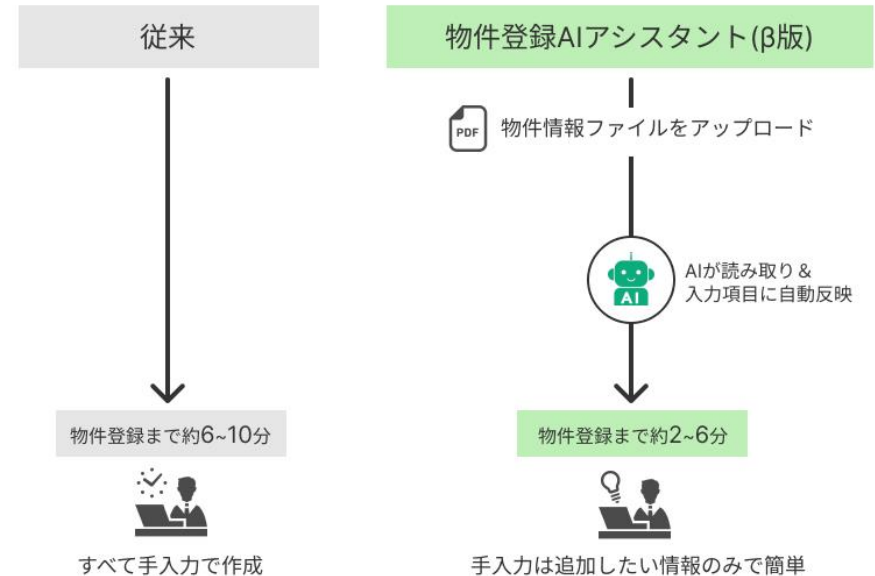 従来
物件登録まで約6~10分
すべて手入力で作成
物件登録AIアシスタント(β版)
PDF
物件情報ファイルをアップロード
AI
AIが読み取り＆
入力項目に自動反映
物件登録まで約2~6分
手入力は追加したい情報のみで簡単